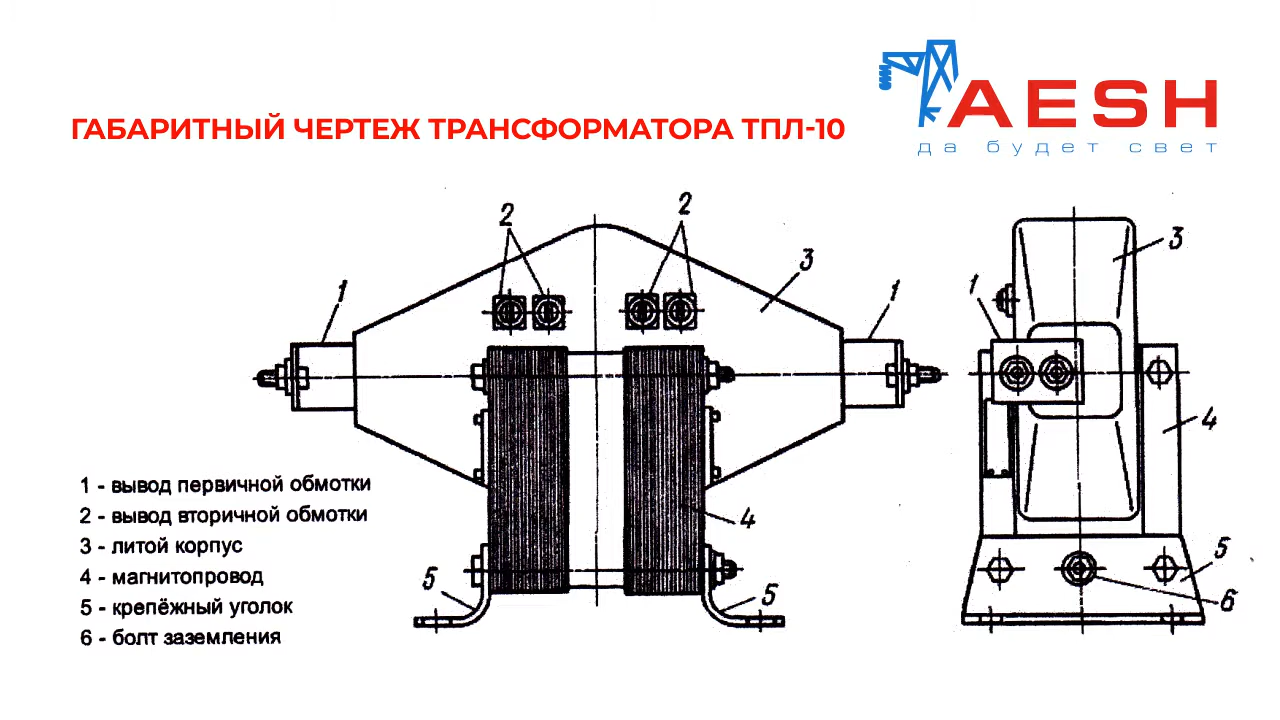 ГАБАРИТНЫЙ ЧЕРТЕЖ ТРАНСФОРМАТОРА ТПЛ-10
AESH
да будет свет
2
2
3
1
1
4
5
5
3
1
4
5
6
1 - вывод первичной обмотки
2 - вывод вторичной обмотки
3 - литой корпус
4 - магнитопровод
5 - крепёжный уголок
6 - болт заземления